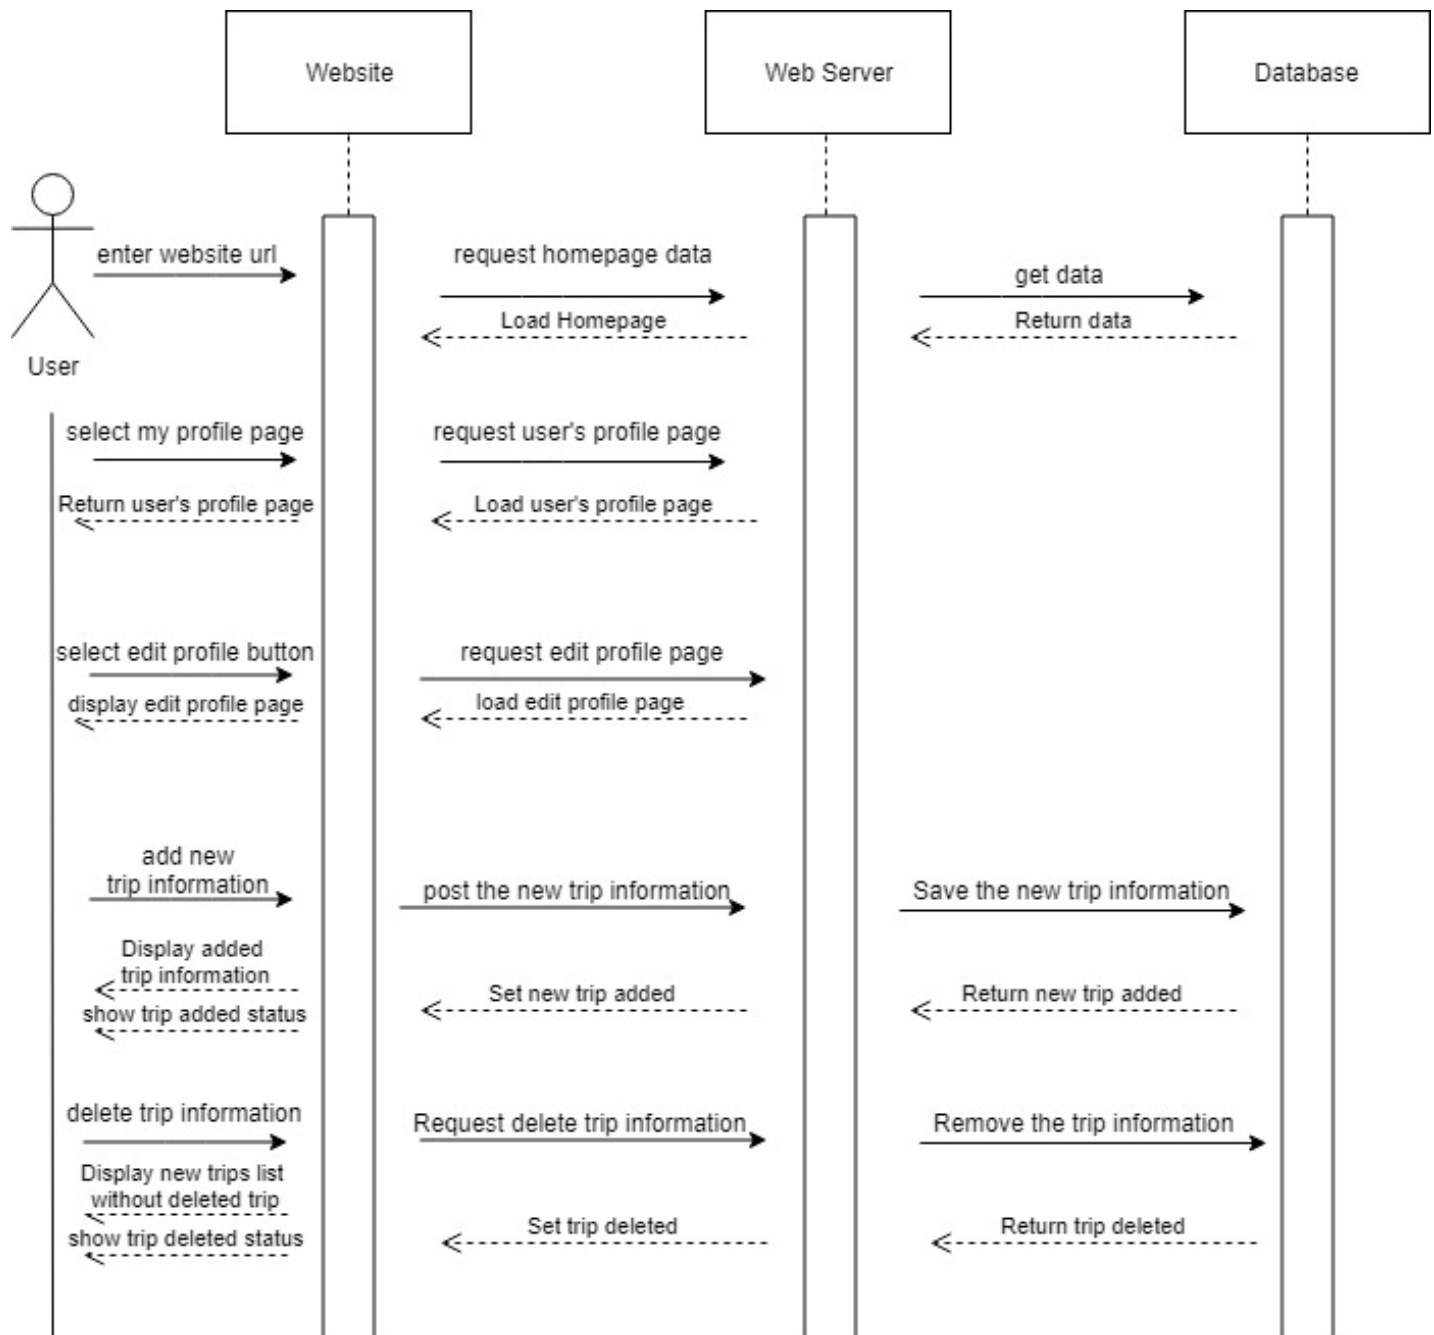 Website
Web Server
Database
enter website url
request homepage data
get data
Load Homepage
Return data
User
select my profile page
request user's profile page
Return user's profile page
Load user's profile page
select edit profile button
request edit profile page
display edit profile page
load edit profile page
add new
trip information
post the new trip information
Save the new trip information
Display added
trip information
Set new trip added
Return new trip added
show trip added status
delete trip information
Request delete trip information
Remove the trip information
Display new trips list
without deleted trip
Set trip deleted
Return trip deleted
show trip deleted status